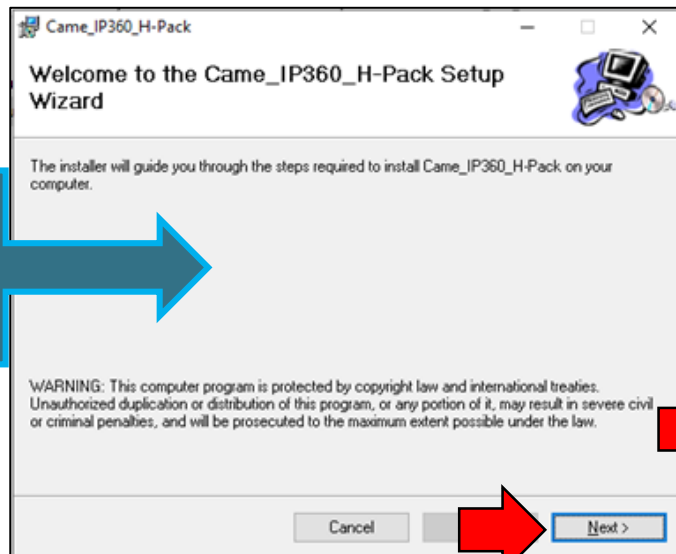 Came_IP360_H-Pack
Welcome to the Came_IP360_H-Pack Setup
Wizard
The installer will guide you through the steps required to install Came_IP360_H-Pack on your
computer.
WARNING: This computer program is protected by copyright law and international treaties.
Unauthorized duplication or distribution of this program, or any portion of it, may result in severe civil
or criminal penalties, and will be prosecuted to the maximum extent possible under the law.
Cancel
Next >